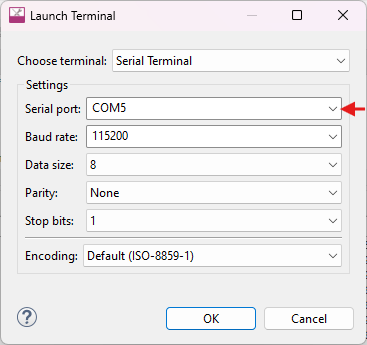 Launch Terminal
Choose terminal: Serial Terminal
Settings
Serial port: COM5
Baud rate: 115200
Data size: 8
Parity: None
Stop bits: 1
Encoding: Default (ISO-8859-1)
? OK Cancel